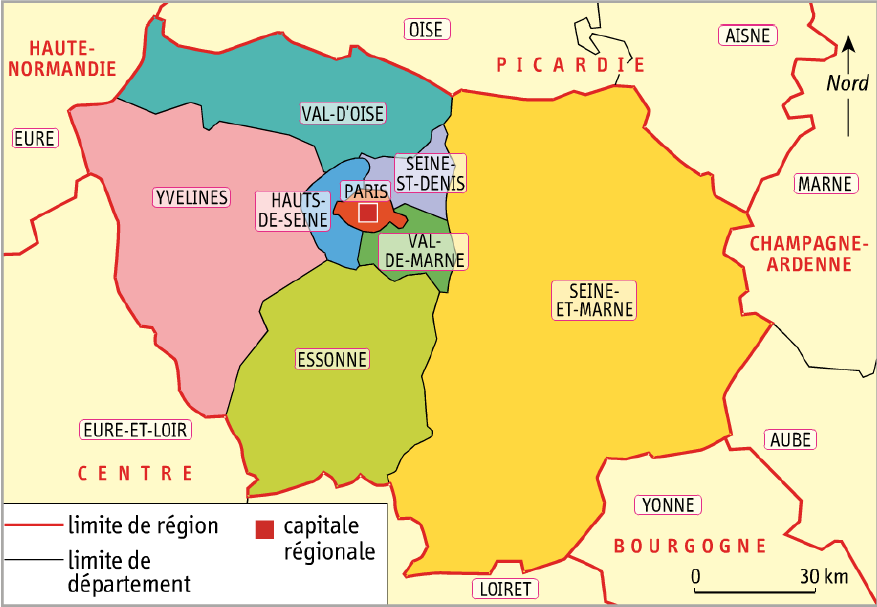 OISE
AISNE
HAUTE-
NORMANDIE
PICARDIE
Nord
VAL-D'OISE
EURE
SEINE-
ST-DENIS
YVELINES
PARIS
MARNE
HAUTS-
DE-SEINE
VAL-
DE-MARNE
CHAMPAGNE-
ARDENNE
SEINE-
ET-MARNE
ESSONNE
EURE-ET-LOIR
AUBE
CENTRE
YONNE
BOURGOGNE
LOIRET
limite de région
limite de
département
capitale
régionale
0 30 km